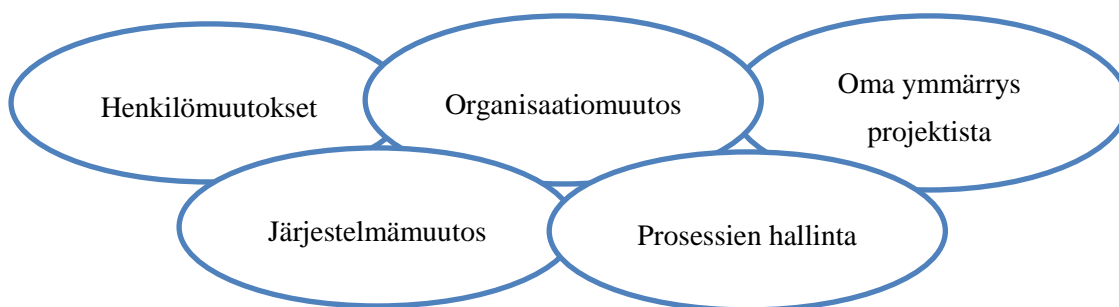 Henkilömuutokset
Organisaatiomuutos
Oma ymmärrys
projektista
Järjestelmämuutos
Prosessien hallinta